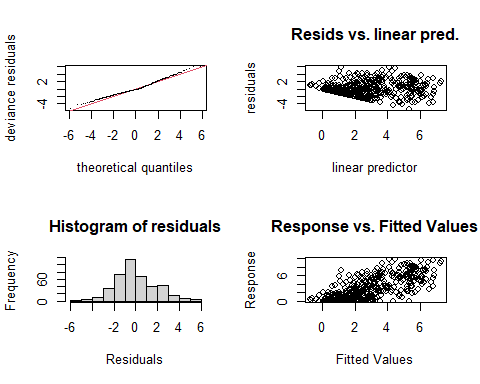 deviance residuals
2
-4
-6 -4 -2 0 2 4 6
theoretical quantiles
Resids vs. linear pred.
residuals
2
-4
0 2 4 6
linear predictor
Histogram of residuals
Frequency
60
0
-6 -2 0 2 4 6
Residuals
Response vs. Fitted Values
Response
6
0
0 2 4 6
Fitted Values